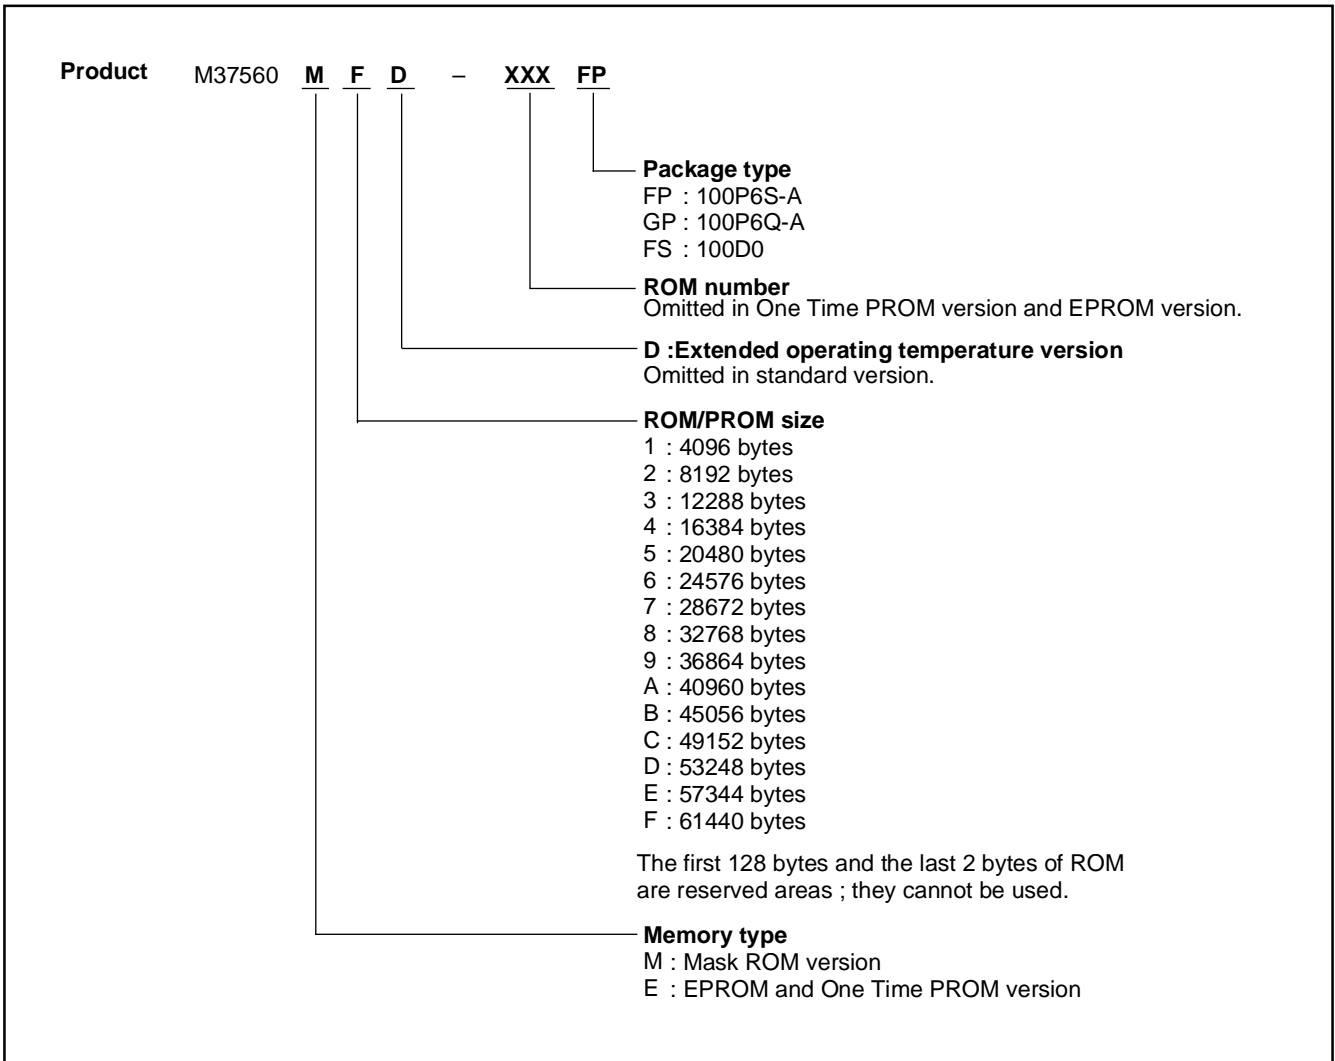 Product M37560 M F D – XXX FP
Package type
FP : 100P6S-A
GP : 100P6Q-A
FS : 100D0
ROM number
Omitted in One Time PROM version and EPROM version.
D :Extended operating temperature version
Omitted in standard version.
ROM/PROM size
1 : 4096 bytes
2 : 8192 bytes
3 : 12288 bytes
4 : 16384 bytes
5 : 20480 bytes
6 : 24576 bytes
7 : 28672 bytes
8 : 32768 bytes
9 : 36864 bytes
A : 40960 bytes
B : 45056 bytes
C : 49152 bytes
D : 53248 bytes
E : 57344 bytes
F : 61440 bytes
The first 128 bytes and the last 2 bytes of ROM
are reserved areas ; they cannot be used.
Memory type
M : Mask ROM version
E : EPROM and One Time PROM version